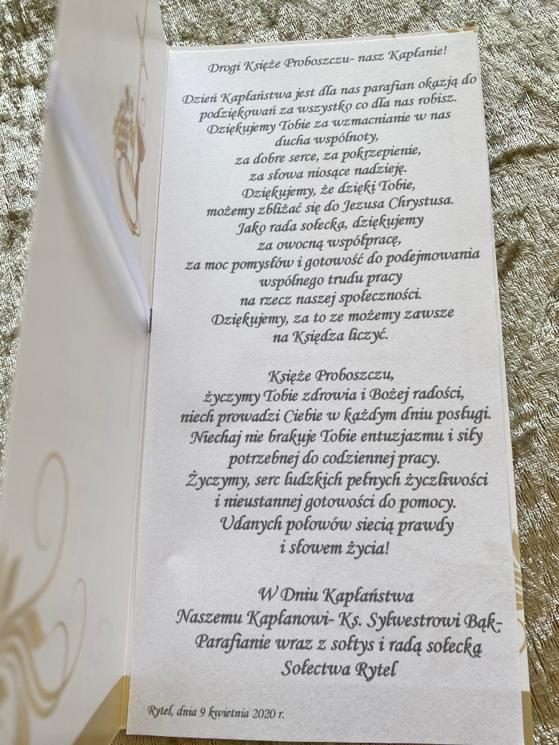 Drogi Księże Proboszczu- nasz Kapłanie!
Dzień Kapłaństwa jest dla nas parafian okazją do
podziękowań za wszystko co dla nas robisz.
Dziękujemy Tobie za wzmacnianie w nas
ducha wspólnoty,
za dobre serce, za pokrzepienie,
za słowa niosące nadzieję.
Dziękujemy, że dzięki Tobie,
możemy zbliżać się do Jezusa Chrystusa.
Jako rada sołecka, dziękujemy
za owocną współpracę,
za moc pomysłów i gotowość do podejmowania
wspólnego trudu pracy
na rzecz naszej społeczności.
Dziękujemy, za to ze możemy zawsze
na Księdza liczyć.
Księże Proboszczu,
życzymy Tobie zdrowia i Bożej radości,
niech prowadzi Ciebie w każdym dniu posługi.
Niechaj nie brakuje Tobie entuzjazmu i siły
potrzebnej do codziennej pracy.
Życzymy, serc ludzkich pełnych życzliwości
i nieustannej gotowości do pomocy.
Udanych połowów siecią prawdy
i słowem życia!
W Dniu Kapłaństwa
Naszemu Kapłanowi- Ks. Sylwestrowi Bąk-
Parafianie wraz z sołtys i radą sołecką
Sołectwa Rytel
Rytel, dnia 9 kwietnia 2020 r.